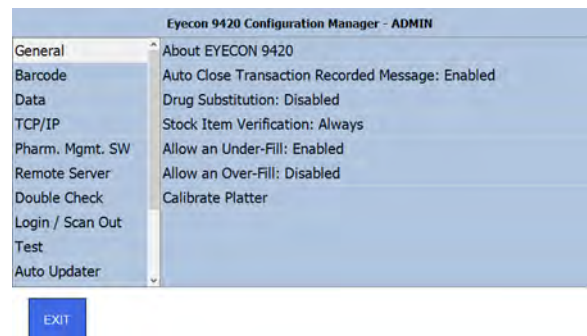 Eyecon 9420 Configuration Manager - ADMIN
General
Barcode
Data
TCP/IP
Pharm. Mgmt. SW
Remote Server
Double Check
Login / Scan Out
Test
Auto Updater
About EYECON 9420
Auto Close Transaction Recorded Message: Enabled
Drug Substitution: Disabled
Stock Item Verification: Always
Allow an Under-Fill: Enabled
Allow an Over-Fill: Disabled
Calibrate Platter
EXIT